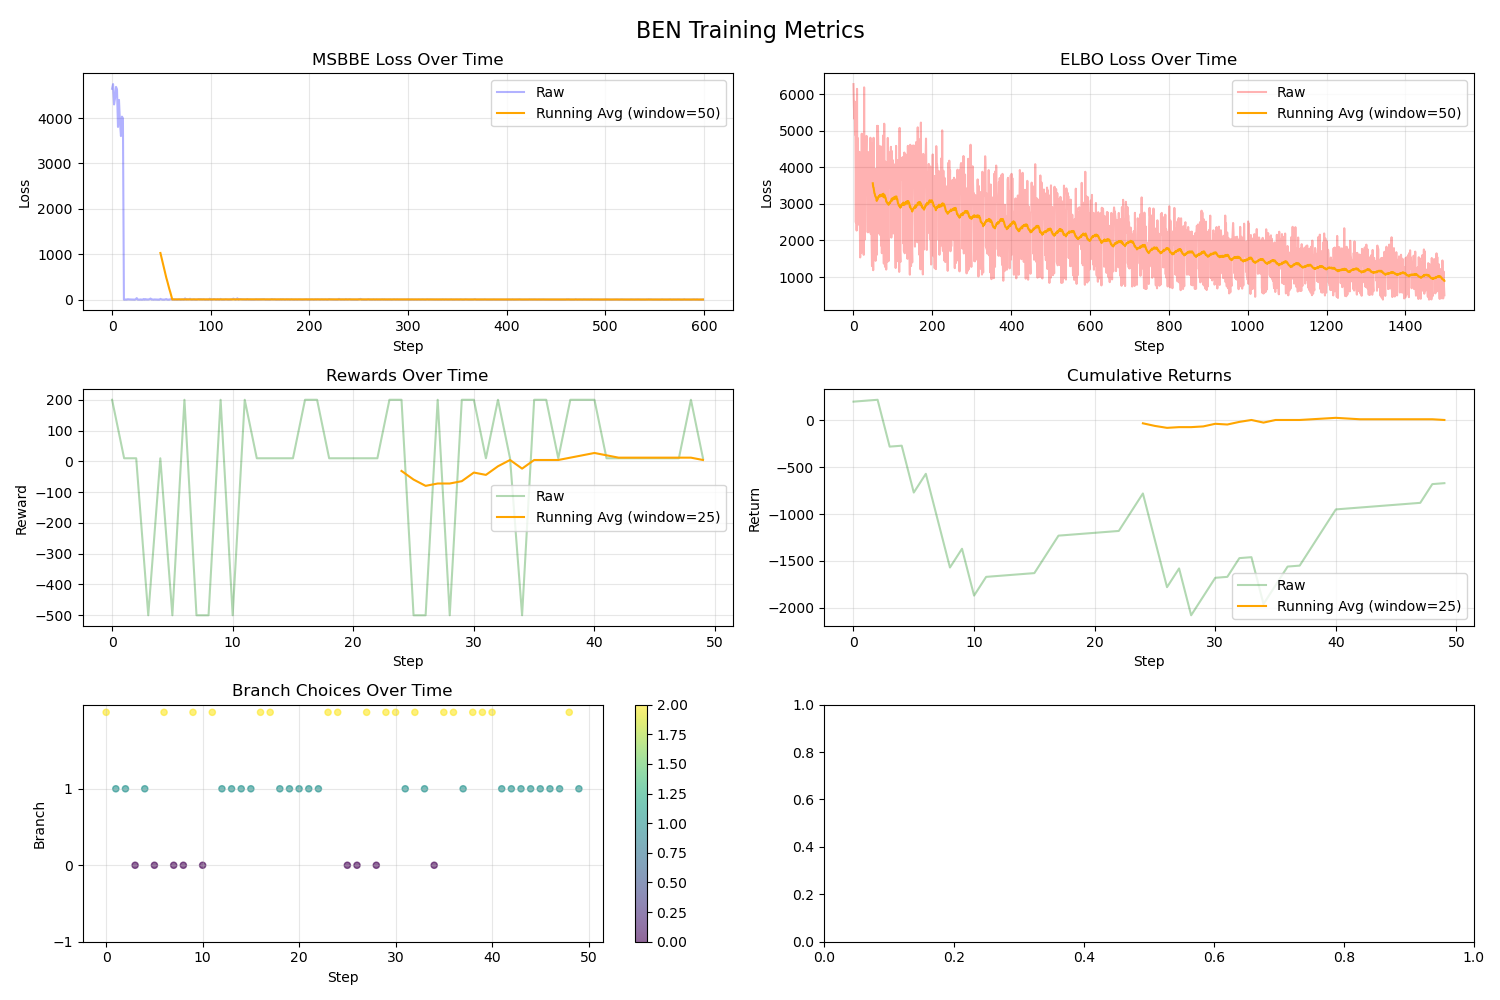 BEN Training Metrics
MSBBE Loss Over Time
Loss
4000
3000
2000
1000
0
0 100 200 300 400 500 600
Step
Raw
Running Avg (window=50)
ELBO Loss Over Time
Loss
6000
5000
4000
3000
2000
1000
0 200 400 600 800 1000 1200 1400
Step
Raw
Running Avg (window=50)
Rewards Over Time
Reward
200
100
0
−100
−200
−300
−400
−500
0 10 20 30 40 50
Step
Raw
Running Avg (window=25)
Cumulative Returns
Return
0
−500
−1000
−1500
−2000
0 10 20 30 40 50
Step
Raw
Running Avg (window=25)
Branch Choices Over Time
Branch
1
0
−1
0 10 20 30 40 50
Step
2.00
1.75
1.50
1.25
1.00
0.75
0.50
0.25
0.00
1.0
0.8
0.6
0.4
0.2
0.0
0.0 0.2 0.4 0.6 0.8 1.0